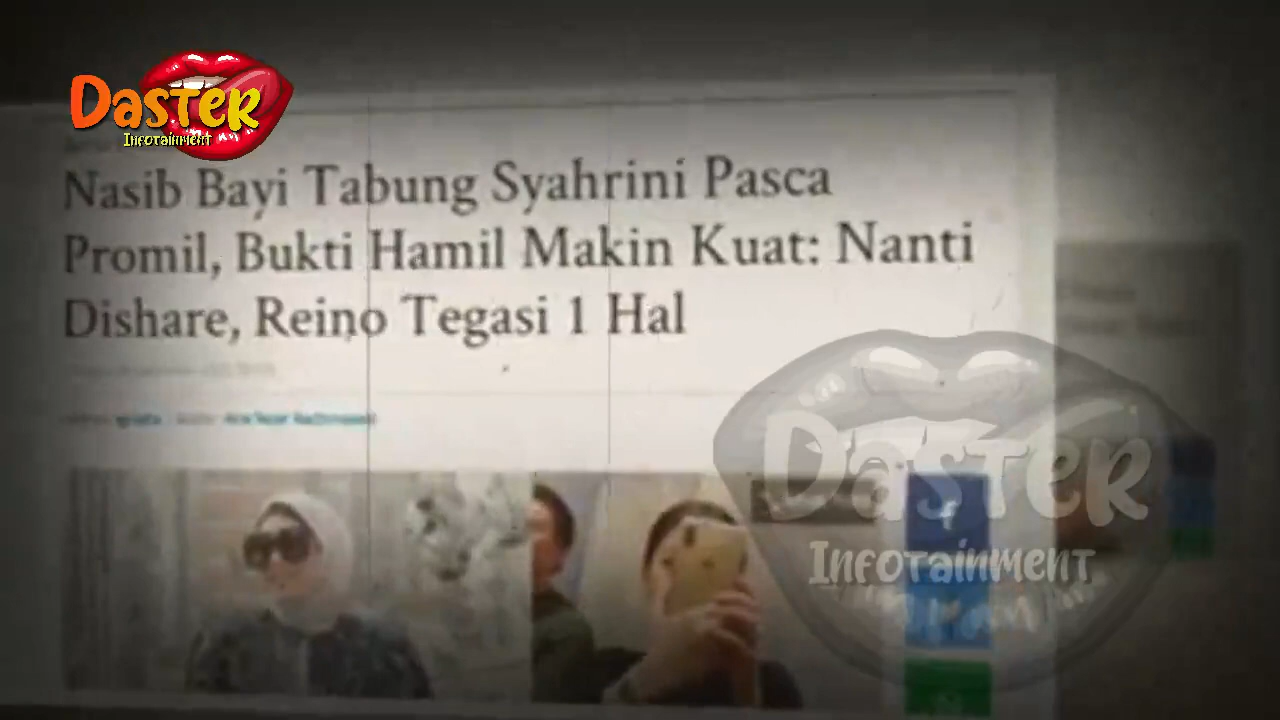 DasTER
Infotainment
Nasib Bayi Tabung Syahrini Pasca
Promil, Bukti Hamil Makin Kuat: Nanti
Dishare, Reino Tegasi 1 Hal
DasTER
Infotainment
f